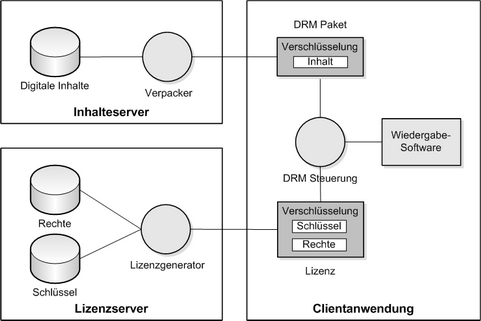 Digitale Inhalte
Verpacker
Inhalteserver
Rechte
Schlüssel
Lizenzgenerator
Lizenzserver
DRM Paket
Verschlüsselung
Inhalt
DRM Steuerung
Wiedergabe-
Software
Verschlüsselung
Schlüssel
Rechte
Lizenz
Clientanwendung